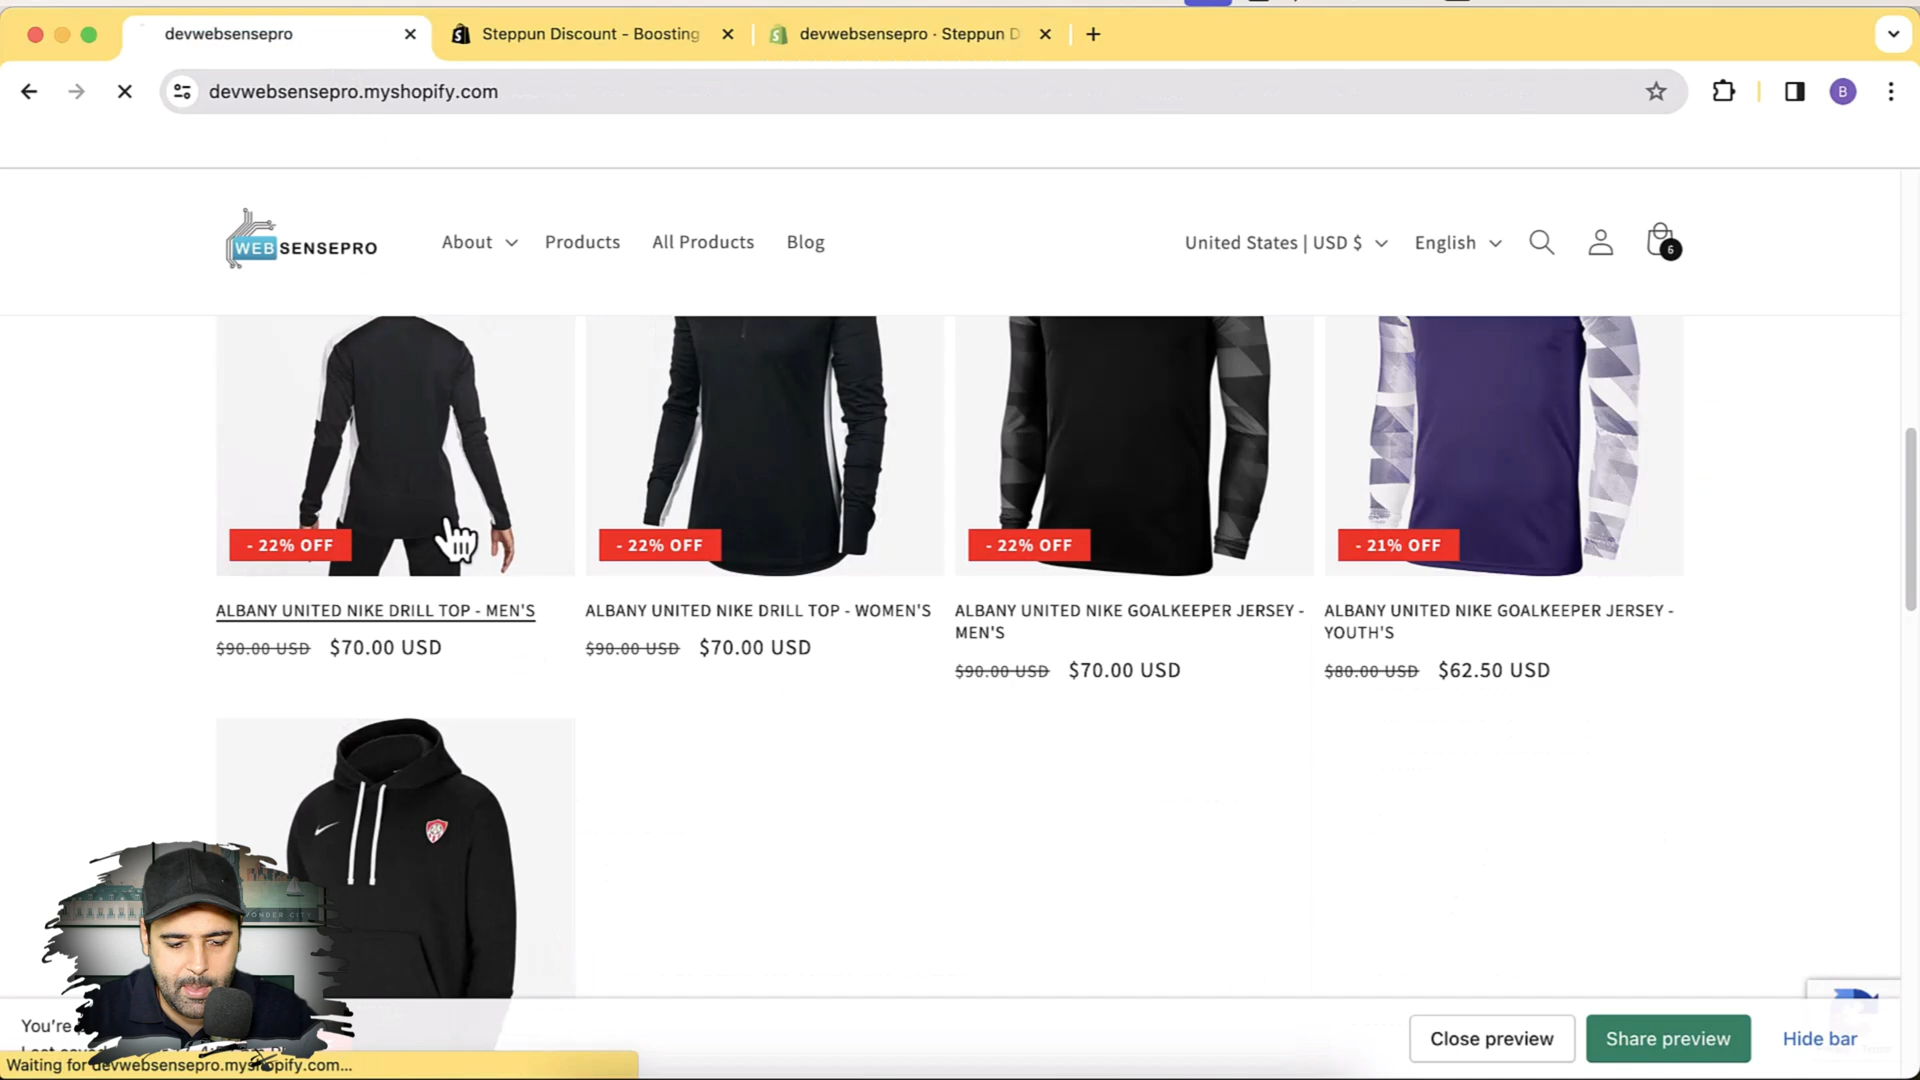 devwebsensepro
Steppun Discount - Boosting
devwebsensepro · Steppun D
devwebsensepro.myshopify.com
B
WEBSENSEPRO
About
Products
All Products
Blog
United States | USD $
English
6
- 22% OFF
- 22% OFF
- 22% OFF
- 21% OFF
ALBANY UNITED NIKE DRILL TOP - MEN'S
$90.00 USD $70.00 USD
ALBANY UNITED NIKE DRILL TOP - WOMEN'S
$90.00 USD $70.00 USD
ALBANY UNITED NIKE GOALKEEPER JERSEY -
MEN'S
$90.00 USD $70.00 USD
ALBANY UNITED NIKE GOALKEEPER JERSEY -
YOUTH'S
$80.00 USD $62.50 USD
You're
Close preview
Share preview
Hide bar
Waiting for devwebsensepro.myshopify.com...